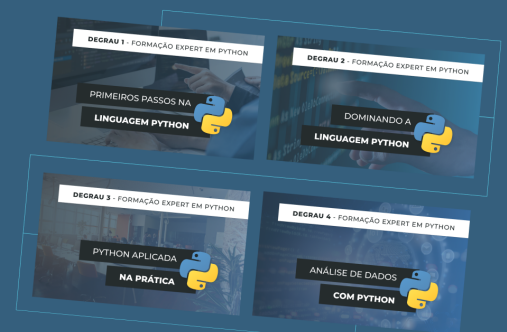 DEGRAU 1 - FORMAÇÃO EXPERT EM PYTHON
PRIMEIROS PASSOS NA
LINGUAGEM PYTHON
DEGRAU 2 - FORMAÇÃO EXPERT EM PYTHON
DOMINANDO A
LINGUAGEM PYTHON
DEGRAU 3 - FORMAÇÃO EXPERT EM PYTHON
PYTHON APLICADA
NA PRÁTICA
DEGRAU 4 - FORMAÇÃO EXPERT EM PYTHON
ANÁLISE DE DADOS
COM PYTHON